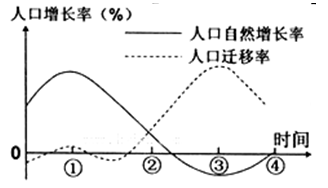 人口增长率(%)
人口自然增长率
人口迁移率
时间
0
① ② ③ ④